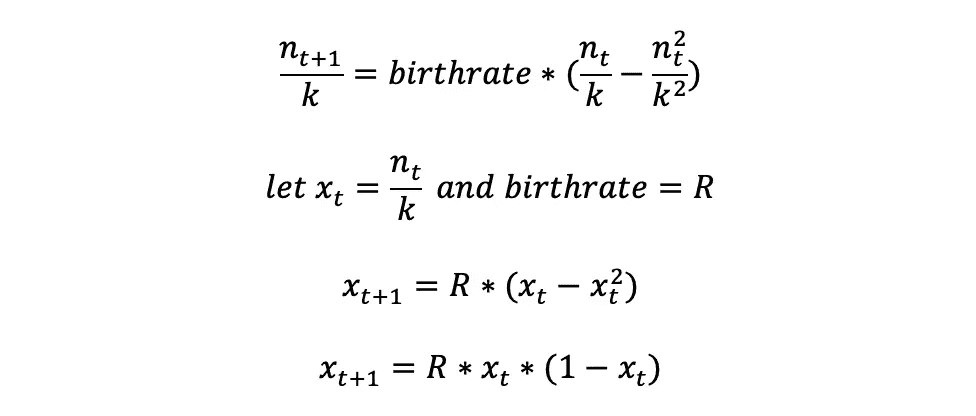 n_{t+1}/k = birthrate * (n_t/k − n_t^2/k^2)
let x_t = n_t/k and birthrate = R
x_{t+1} = R * (x_t − x_t^2)
x_{t+1} = R * x_t * (1 − x_t)